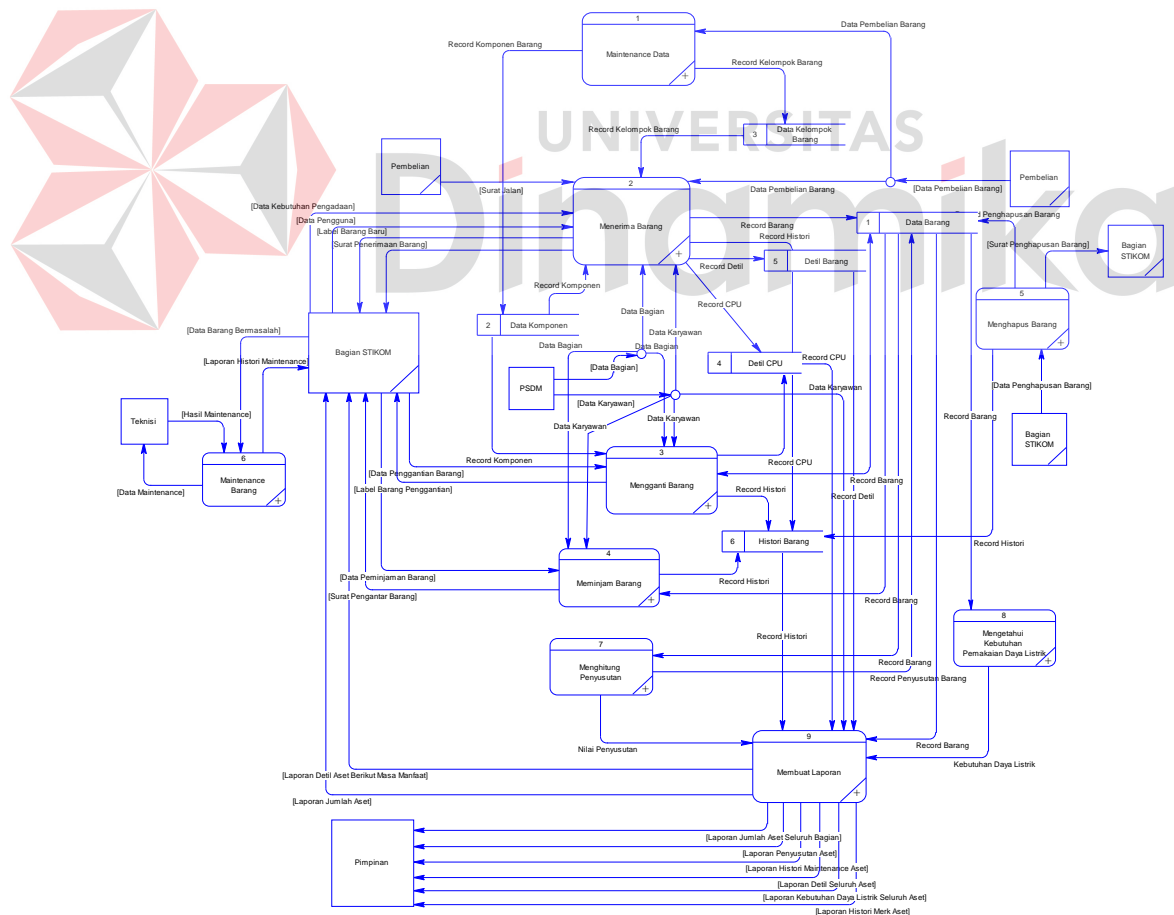 1
Data Pembelian Barang
Record Komponen Barang
Maintenance Data
Record Kelompok Barang
+
UNIVERSITAS
Dinamika
Record Kelompok Barang
3
Data Kelompok
Barang
Pembelian
[Surat Jalan]
2
Data Pembelian Barang
[Data Pembelian Barang]
Pembelian
[Data Kebutuhan Pengadaan]
[Data Pengguna]
[Label Barang Baru]
[Surat Penerimaan Barang]
Menerima Barang
+
Record Barang
Record Histori
1
Data Barang
Record Penghapusan Barang
[Surat Penghapusan Barang]
Bagian
STIKOM
Record Detil
5
Detil Barang
Record Komponen
Record CPU
5
Menghapus Barang
+
2
Data Komponen
Data Bagian
Data Karyawan
[Data Barang Bermasalah]
Bagian STIKOM
Data Bagian
Data Bagian
[Laporan Histori Maintenance]
[Data Bagian]
4
Detil CPU
Record CPU
PSDM
Data Karyawan
[Data Penghapusan Barang]
[Data Karyawan]
Teknisi
[Hasil Maintenance]
Data Karyawan
Data Karyawan
Record Barang
Bagian
STIKOM
6
Maintenance
Barang
+
[Data Maintenance]
3
Mengganti Barang
+
Record Komponen
[Data Penggantian Barang]
[Label Barang Penggantian]
Record CPU
Record Barang
Record Detil
Record Histori
6
Histori Barang
Record Histori
4
Meminjam Barang
+
[Data Peminjaman Barang]
[Surat Pengantar Barang]
Record Histori
Record Barang
8
Mengetahui
Kebutuhan
Pemakaian Daya Listrik
+
Record Histori
7
Menghitung
Penyusutan
+
Record Barang
Record Penyusutan Barang
9
Membuat Laporan
+
Nilai Penyusutan
Record Barang
Kebutuhan Daya Listrik
[Laporan Detil Aset Berikut Masa Manfaat]
[Laporan Jumlah Aset]
Pimpinan
[Laporan Jumlah Aset Seluruh Bagian]
[Laporan Penyusutan Aset]
[Laporan Histori Maintenance Aset]
[Laporan Detil Seluruh Aset]
[Laporan Kebutuhan Daya Listrik Seluruh Aset]
[Laporan Histori Merk Aset]